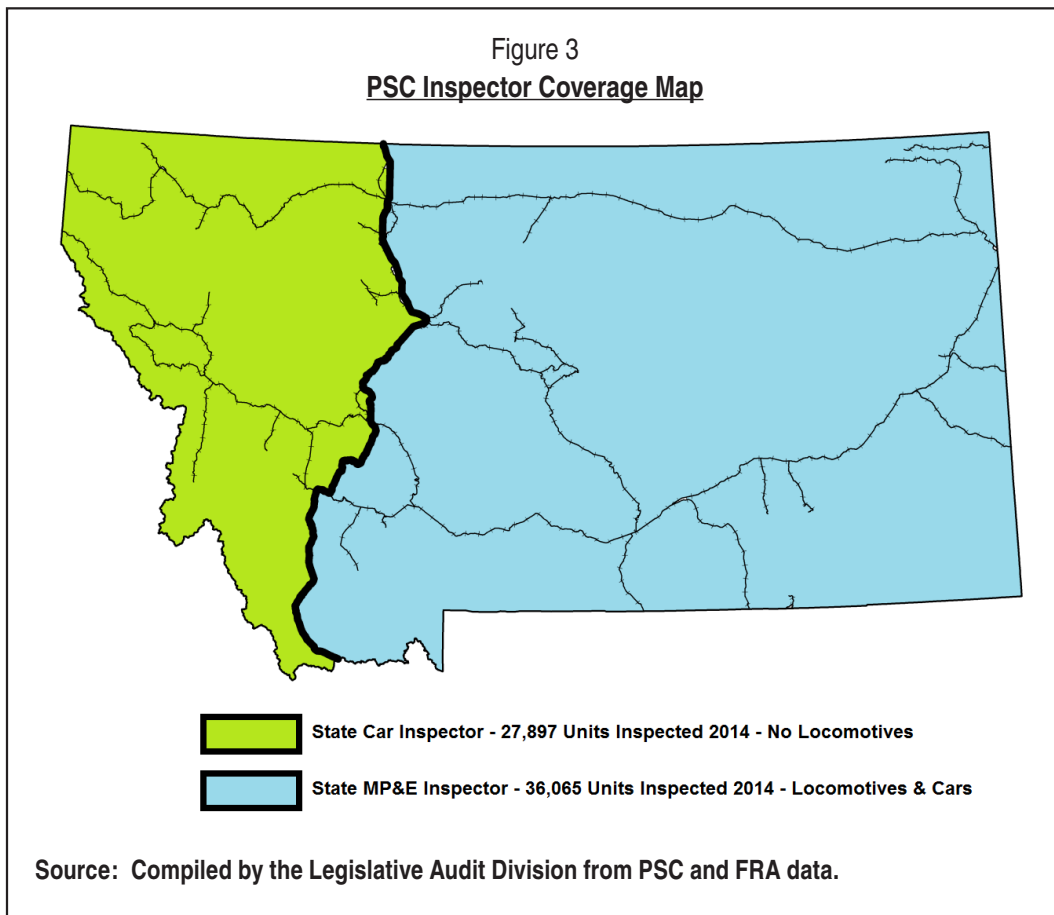 Figure 3
PSC Inspector Coverage Map
State Car Inspector - 27,897 Units Inspected 2014 - No Locomotives
State MP&E Inspector - 36,065 Units Inspected 2014 - Locomotives & Cars
Source: Compiled by the Legislative Audit Division from PSC and FRA data.